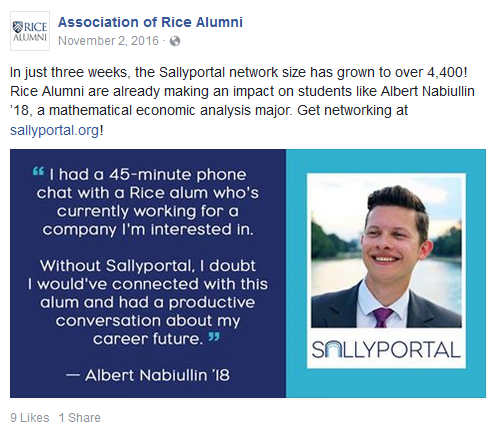 RICE
ALUMNI
Association of Rice Alumni
November 2, 2016 ·
In just three weeks, the Sallyportal network size has grown to over 4,400!
Rice Alumni are already making an impact on students like Albert Nabiullin
'18, a mathematical economic analysis major. Get networking at
sallyportal.org!
“ I had a 45-minute phone
chat with a Rice alum who's
currently working for a
company I'm interested in.
Without Sallyportal, I doubt
I would've connected with this
alum and had a productive
conversation about my
career future. ”
— Albert Nabiullin '18
SALLYPORTAL
9 Likes 1 Share